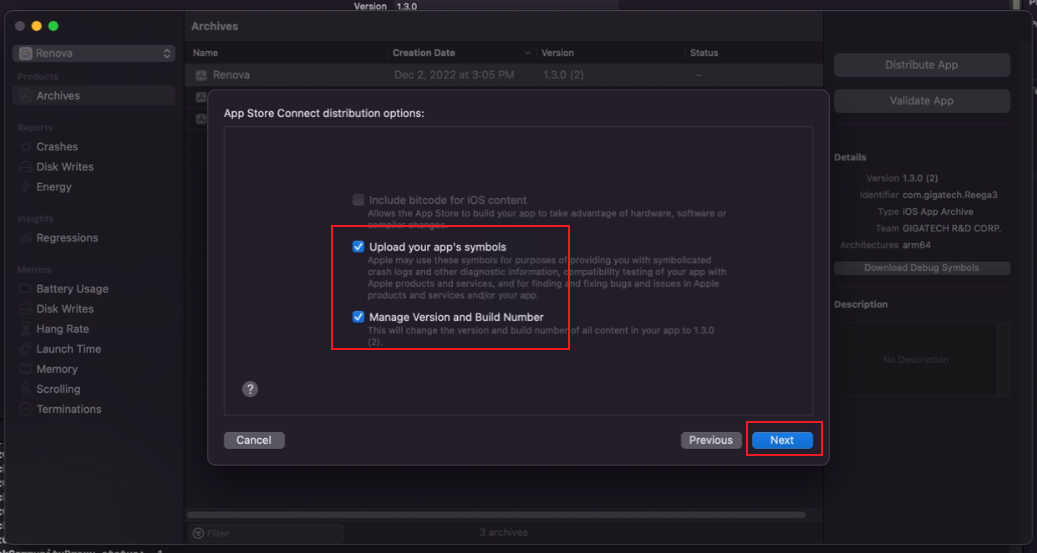 Version 1.3.0
Archives
Renova
Name Creation Date Version Status
Products
Renova Dec 2, 2022 at 3:05 PM 1.3.0 (2) –
Distribute App
Archives
Validate App
App Store Connect distribution options:
Reports
Crashes
Disk Writes
Energy
Details
Version 1.3.0 (2)
Identifier com.gigatech.Reega3
Type iOS App Archive
Team GIGATECH R&D CORP.
Architectures arm64
Download Debug Symbols
Include bitcode for iOS content
Allows the App Store to build your app to take advantage of hardware, software or
compiler changes.
Insights
Regressions
Upload your app's symbols
Apple may use these symbols for purposes of providing you with symbolicated
crash logs and other diagnostic information, compatibility testing of your app with
Apple products and services, and for finding and fixing bugs and issues in Apple
products and services and/or your app.
Metrics
Battery Usage
Disk Writes
Hang Rate
Launch Time
Memory
Scrolling
Terminations
Description
No Description
Manage Version and Build Number
This will change the version and build number of all content in your app to 1.3.0
(2).
?
Cancel
Previous
Next
Filter
3 archives